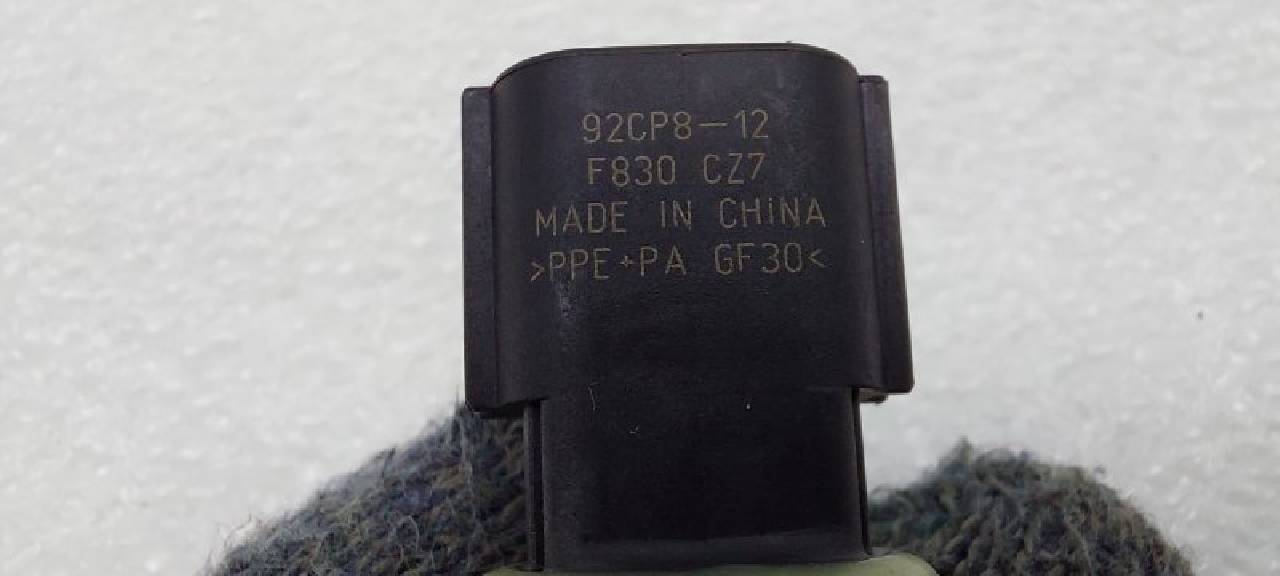 92CP8-12
F830 CZ7
MADE IN CHINA
>PPE+PA GF30<